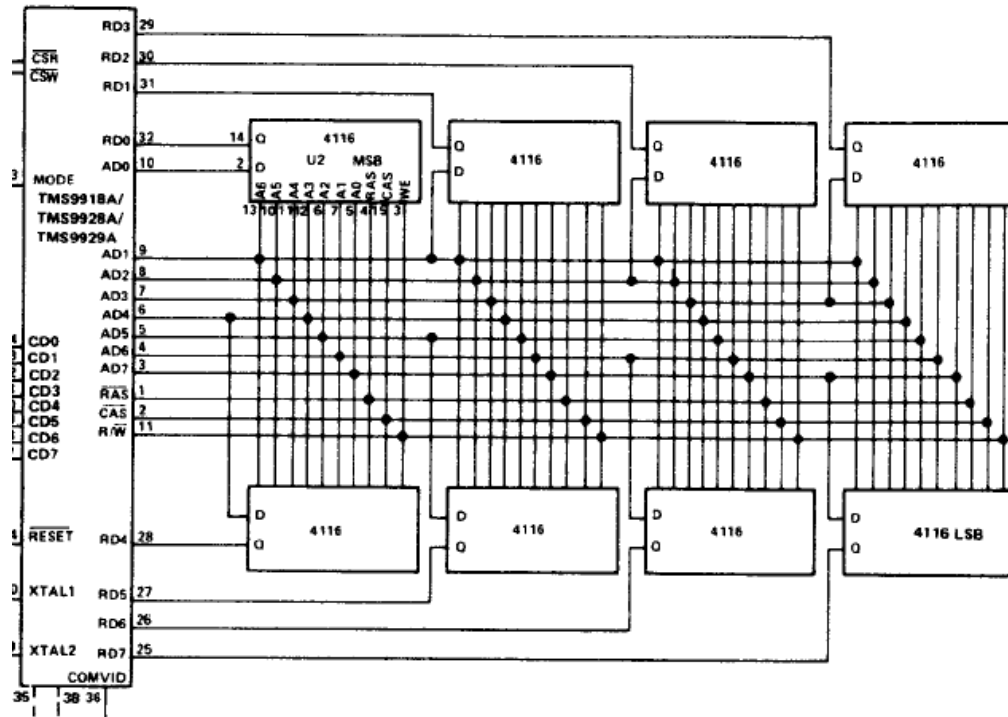 RD3 29
CSR RD2 30
CSW
RD1 31
RD0 32 14 Q 4116
U2 MSB
AD0 10 2 D
A6 A5 A4 A3 A2 A1 A0 RAS CAS WE
13 10 11 12 6 7 5 4 15 3
Q 4116
D
Q 4116
D
Q 4116
D
3 MODE
TMS9918A/
TMS9928A/
TMS9929A
AD1 9
AD2 8
AD3 7
AD4 6
AD5 5
AD6 4
AD7 3
RAS 1
CAS 2
R/W 11
CD0
CD1
CD2
CD3
CD4
CD5
CD6
CD7
D 4116
Q
D 4116
Q
D 4116
Q
D 4116 LSB
Q
RESET RD4 28
XTAL1 RD5 27
RD6 26
XTAL2 RD7 25
COMVID
35 38 36